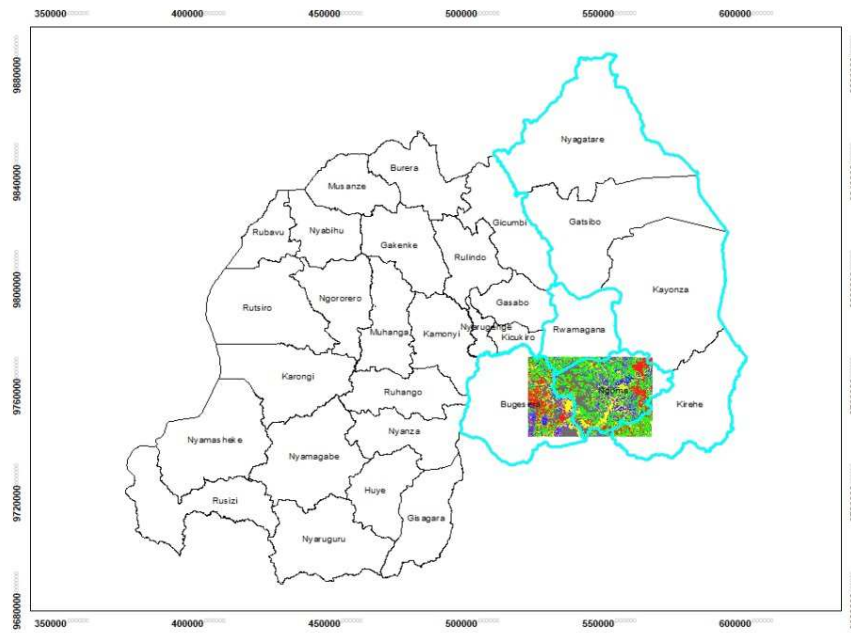 350000 400000 450000 500000 550000 600000
9880000
Nyagatare
Burera
9840000
Musanze
Gicumbi
Gatsibo
Rubavu
Nyabihu
Gakenke
Rulindo
Kayonza
9800000
Ngororero
Gasabo
Rutsiro
Nyarugenge
Rwamagana
Muhanga
Kamonyi
Kicukiro
Karongi
9760000
Ruhango
Bugesera
Ngoma
Kirehe
Nyanza
Nyamasheke
Nyamagabe
Huye
9720000
Rusizi
Gisagara
Nyaruguru
9680000
350000 400000 450000 500000 550000 600000